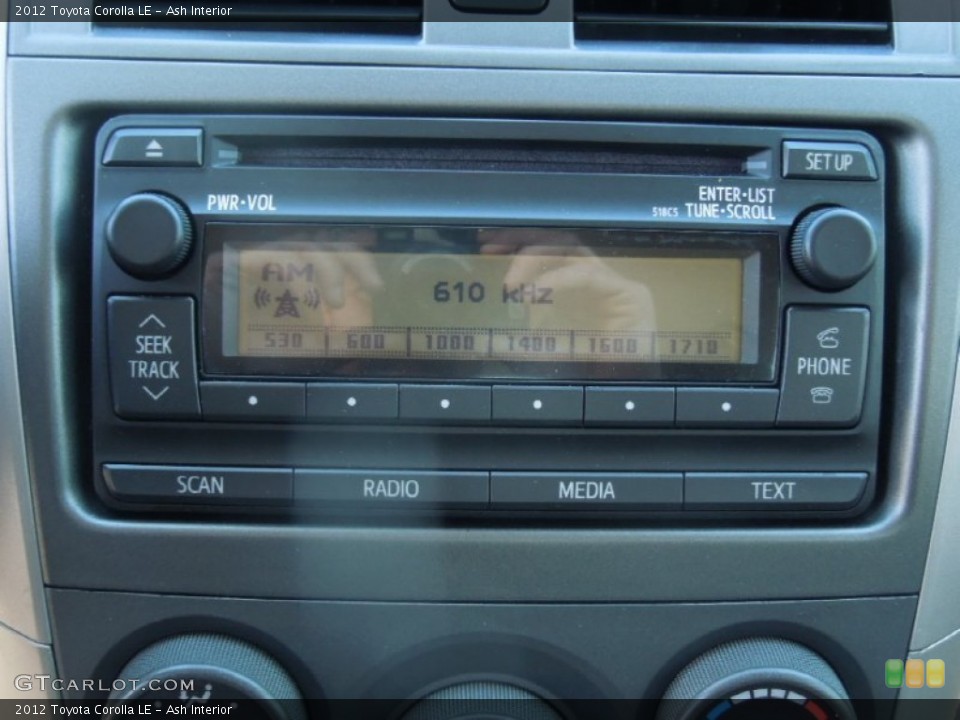 2012 Toyota Corolla LE - Ash Interior
SET UP
PWR•VOL
ENTER•LIST
518C5 TUNE•SCROLL
AM
610 kHz
530 600 1000 1400 1600 1710
SEEK
TRACK
PHONE
SCAN RADIO MEDIA TEXT
GTCARLOT.COM
2012 Toyota Corolla LE - Ash Interior